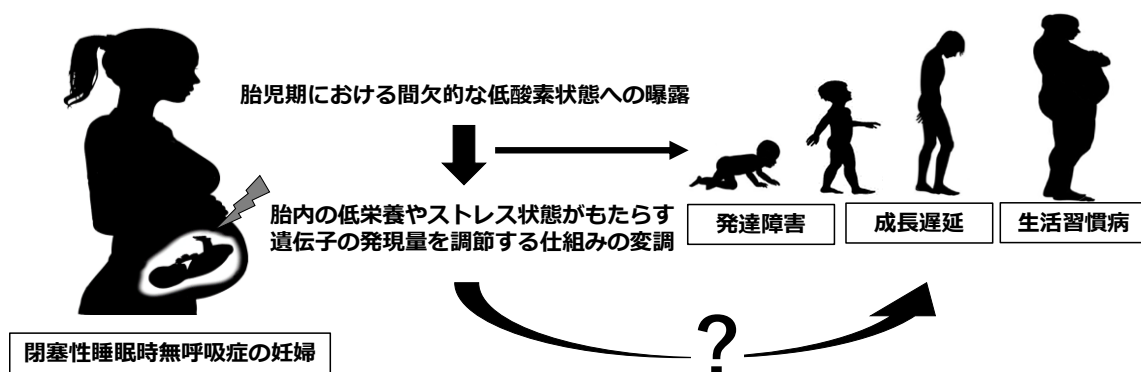 胎児期における間欠的な低酸素状態への曝露
胎内の低栄養やストレス状態がもたらす
遺伝子の発現量を調節する仕組みの変調
発達障害
成長遅延
生活習慣病
?
閉塞性睡眠時無呼吸症の妊婦